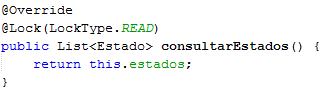 @Override
@Lock(LockType.READ)
public List<Estado> consultarEstados() {
return this.estados;
}